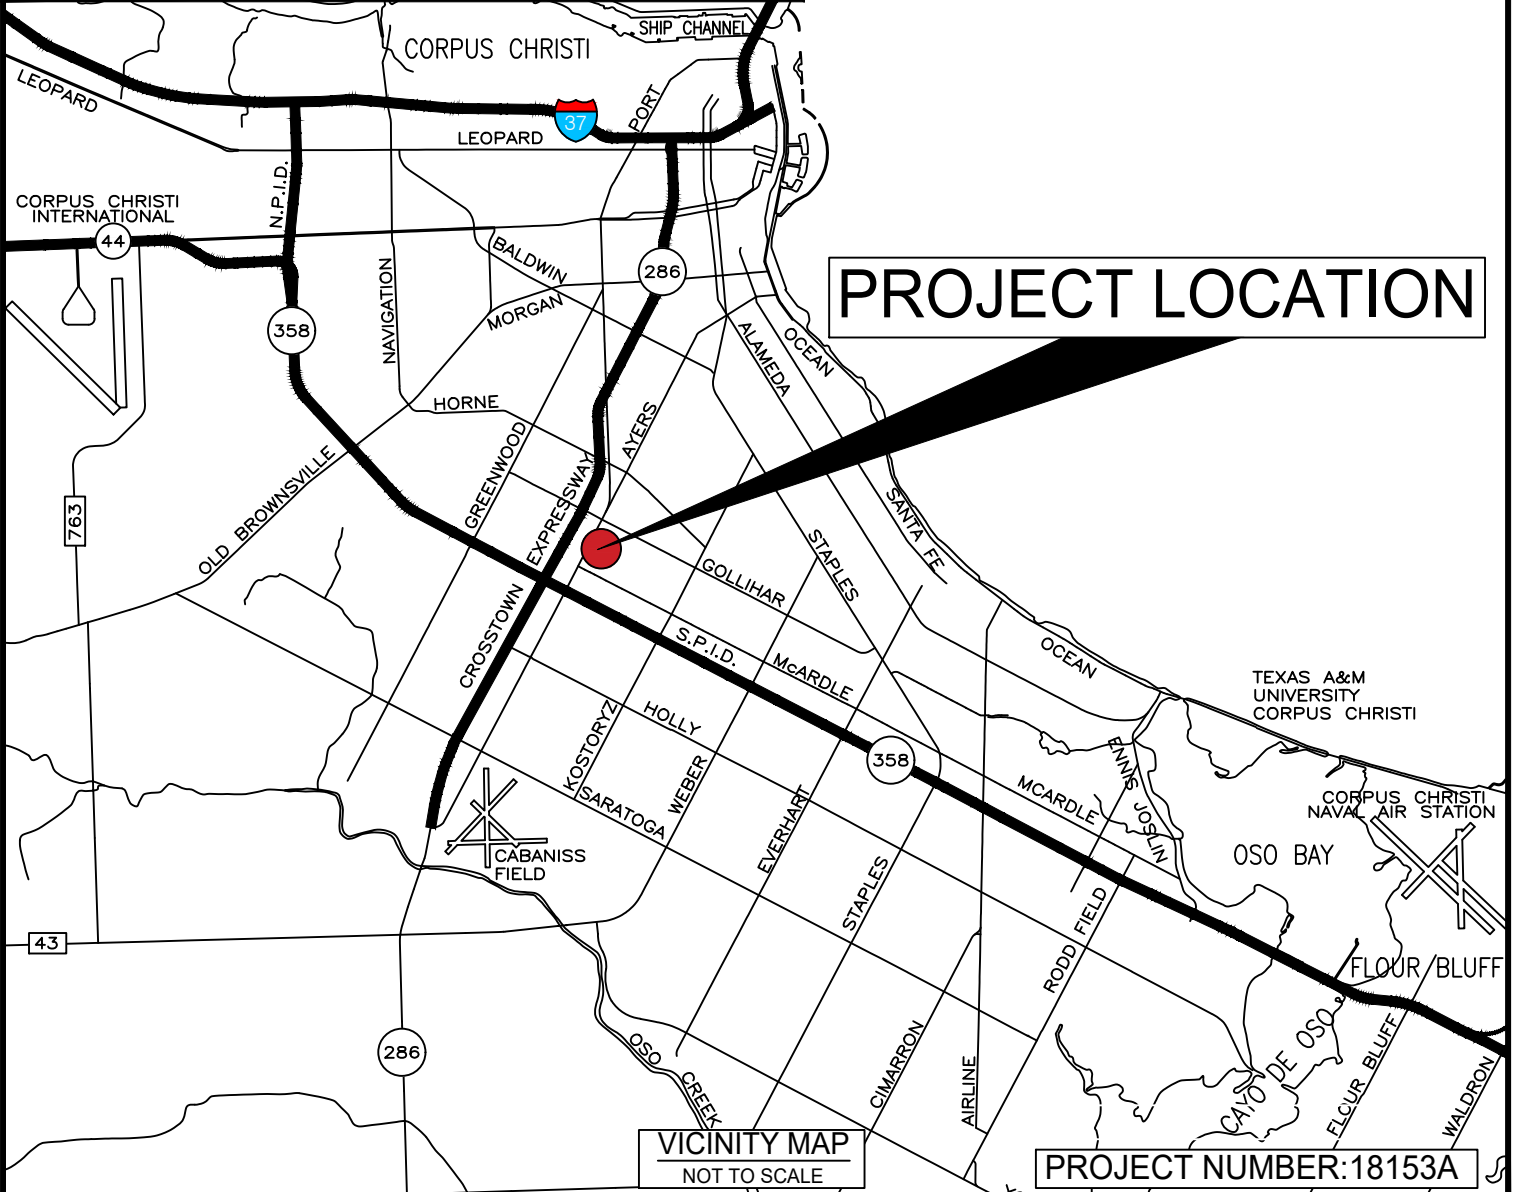 SHIP CHANNEL
CORPUS CHRISTI
LEOPARD
PORT
37
LEOPARD
N.P.I.D.
CORPUS CHRISTI
INTERNATIONAL
44
BALDWIN
286
PROJECT LOCATION
NAVIGATION
MORGAN
358
ALAMEDA
OCEAN
HORNE
AYERS
GREENWOOD
OLD BROWNSVILLE
763
EXPRESSWAY
SANTA FE
STAPLES
GOLLIHAR
CROSSTOWN
S.P.I.D.
McARDLE
OCEAN
TEXAS A&M
UNIVERSITY
CORPUS CHRISTI
HOLLY
KOSTORYZ
358
ENNIS JOSLIN
WEBER
SARATOGA
EVERHART
MCARDLE
CORPUS CHRISTI
NAVAL AIR STATION
CABANISS
FIELD
OSO BAY
STAPLES
RODD FIELD
43
FLOUR BLUFF
286
OSO
CREEK
CIMARRON
AIRLINE
CAYO DE OSO
FLOUR BLUFF
WALDRON
VICINITY MAP
NOT TO SCALE
PROJECT NUMBER:18153A